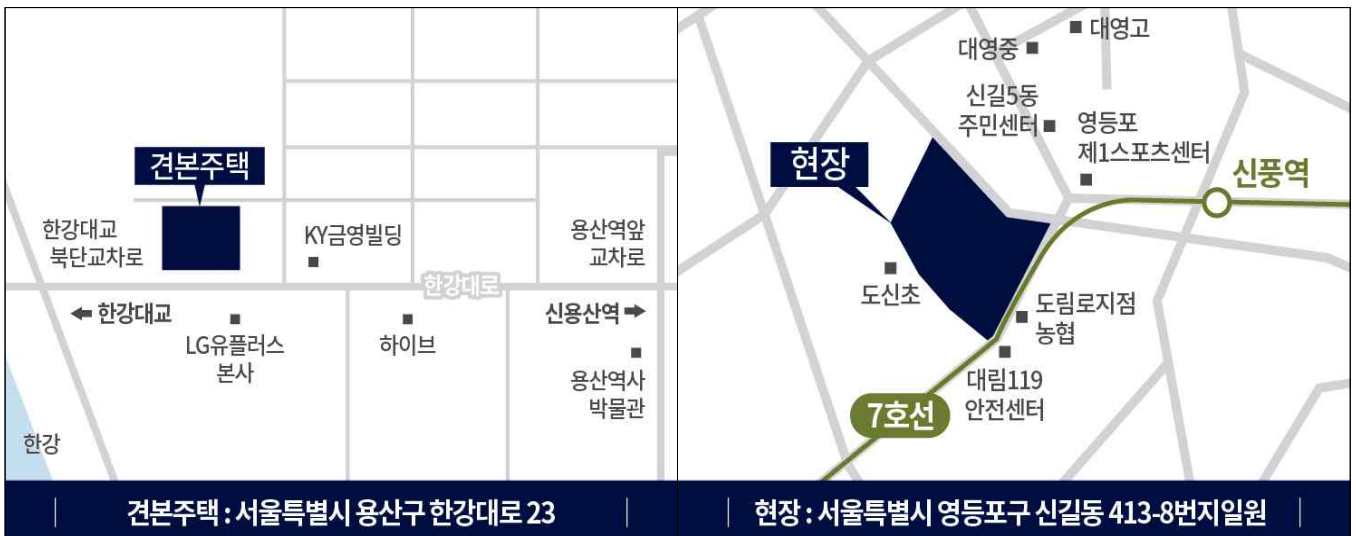 견본주택
한강대교
북단교차로
KY금영빌딩
용산역앞
교차로
한강대로
한강대교
신용산역
LG유플러스
본사
하이브
용산역사
박물관
한강
견본주택 : 서울특별시 용산구 한강대로 23
대영고
대영중
신길5동
주민센터
영등포
제1스포츠센터
현장
신풍역
도신초
도림로지점
농협
대림119
안전센터
7호선
현장 : 서울특별시 영등포구 신길동 413-8번지일원